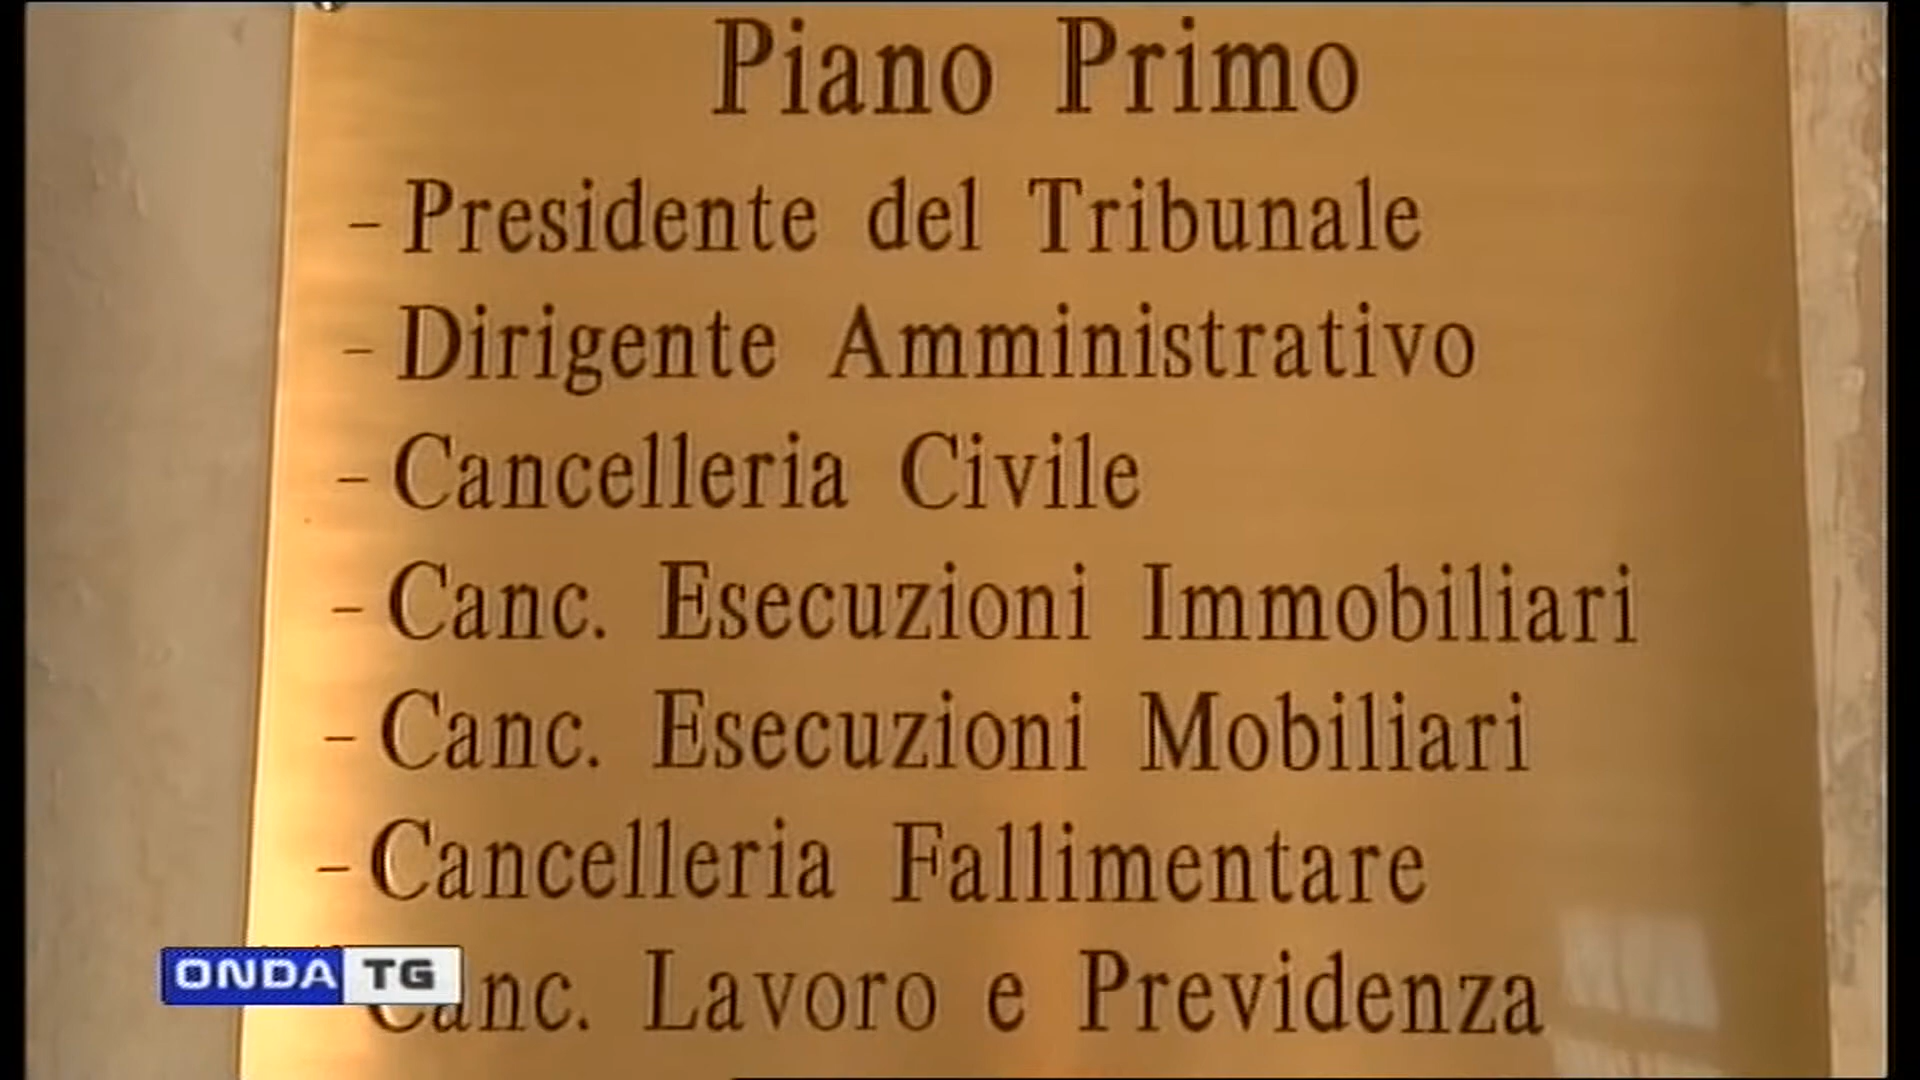 Piano Primo
- Presidente del Tribunale
- Dirigente Amministrativo
- Cancelleria Civile
- Canc. Esecuzioni Immobiliari
- Canc. Esecuzioni Mobiliari
- Cancelleria Fallimentare
Canc. Lavoro e Previdenza
ONDA TG